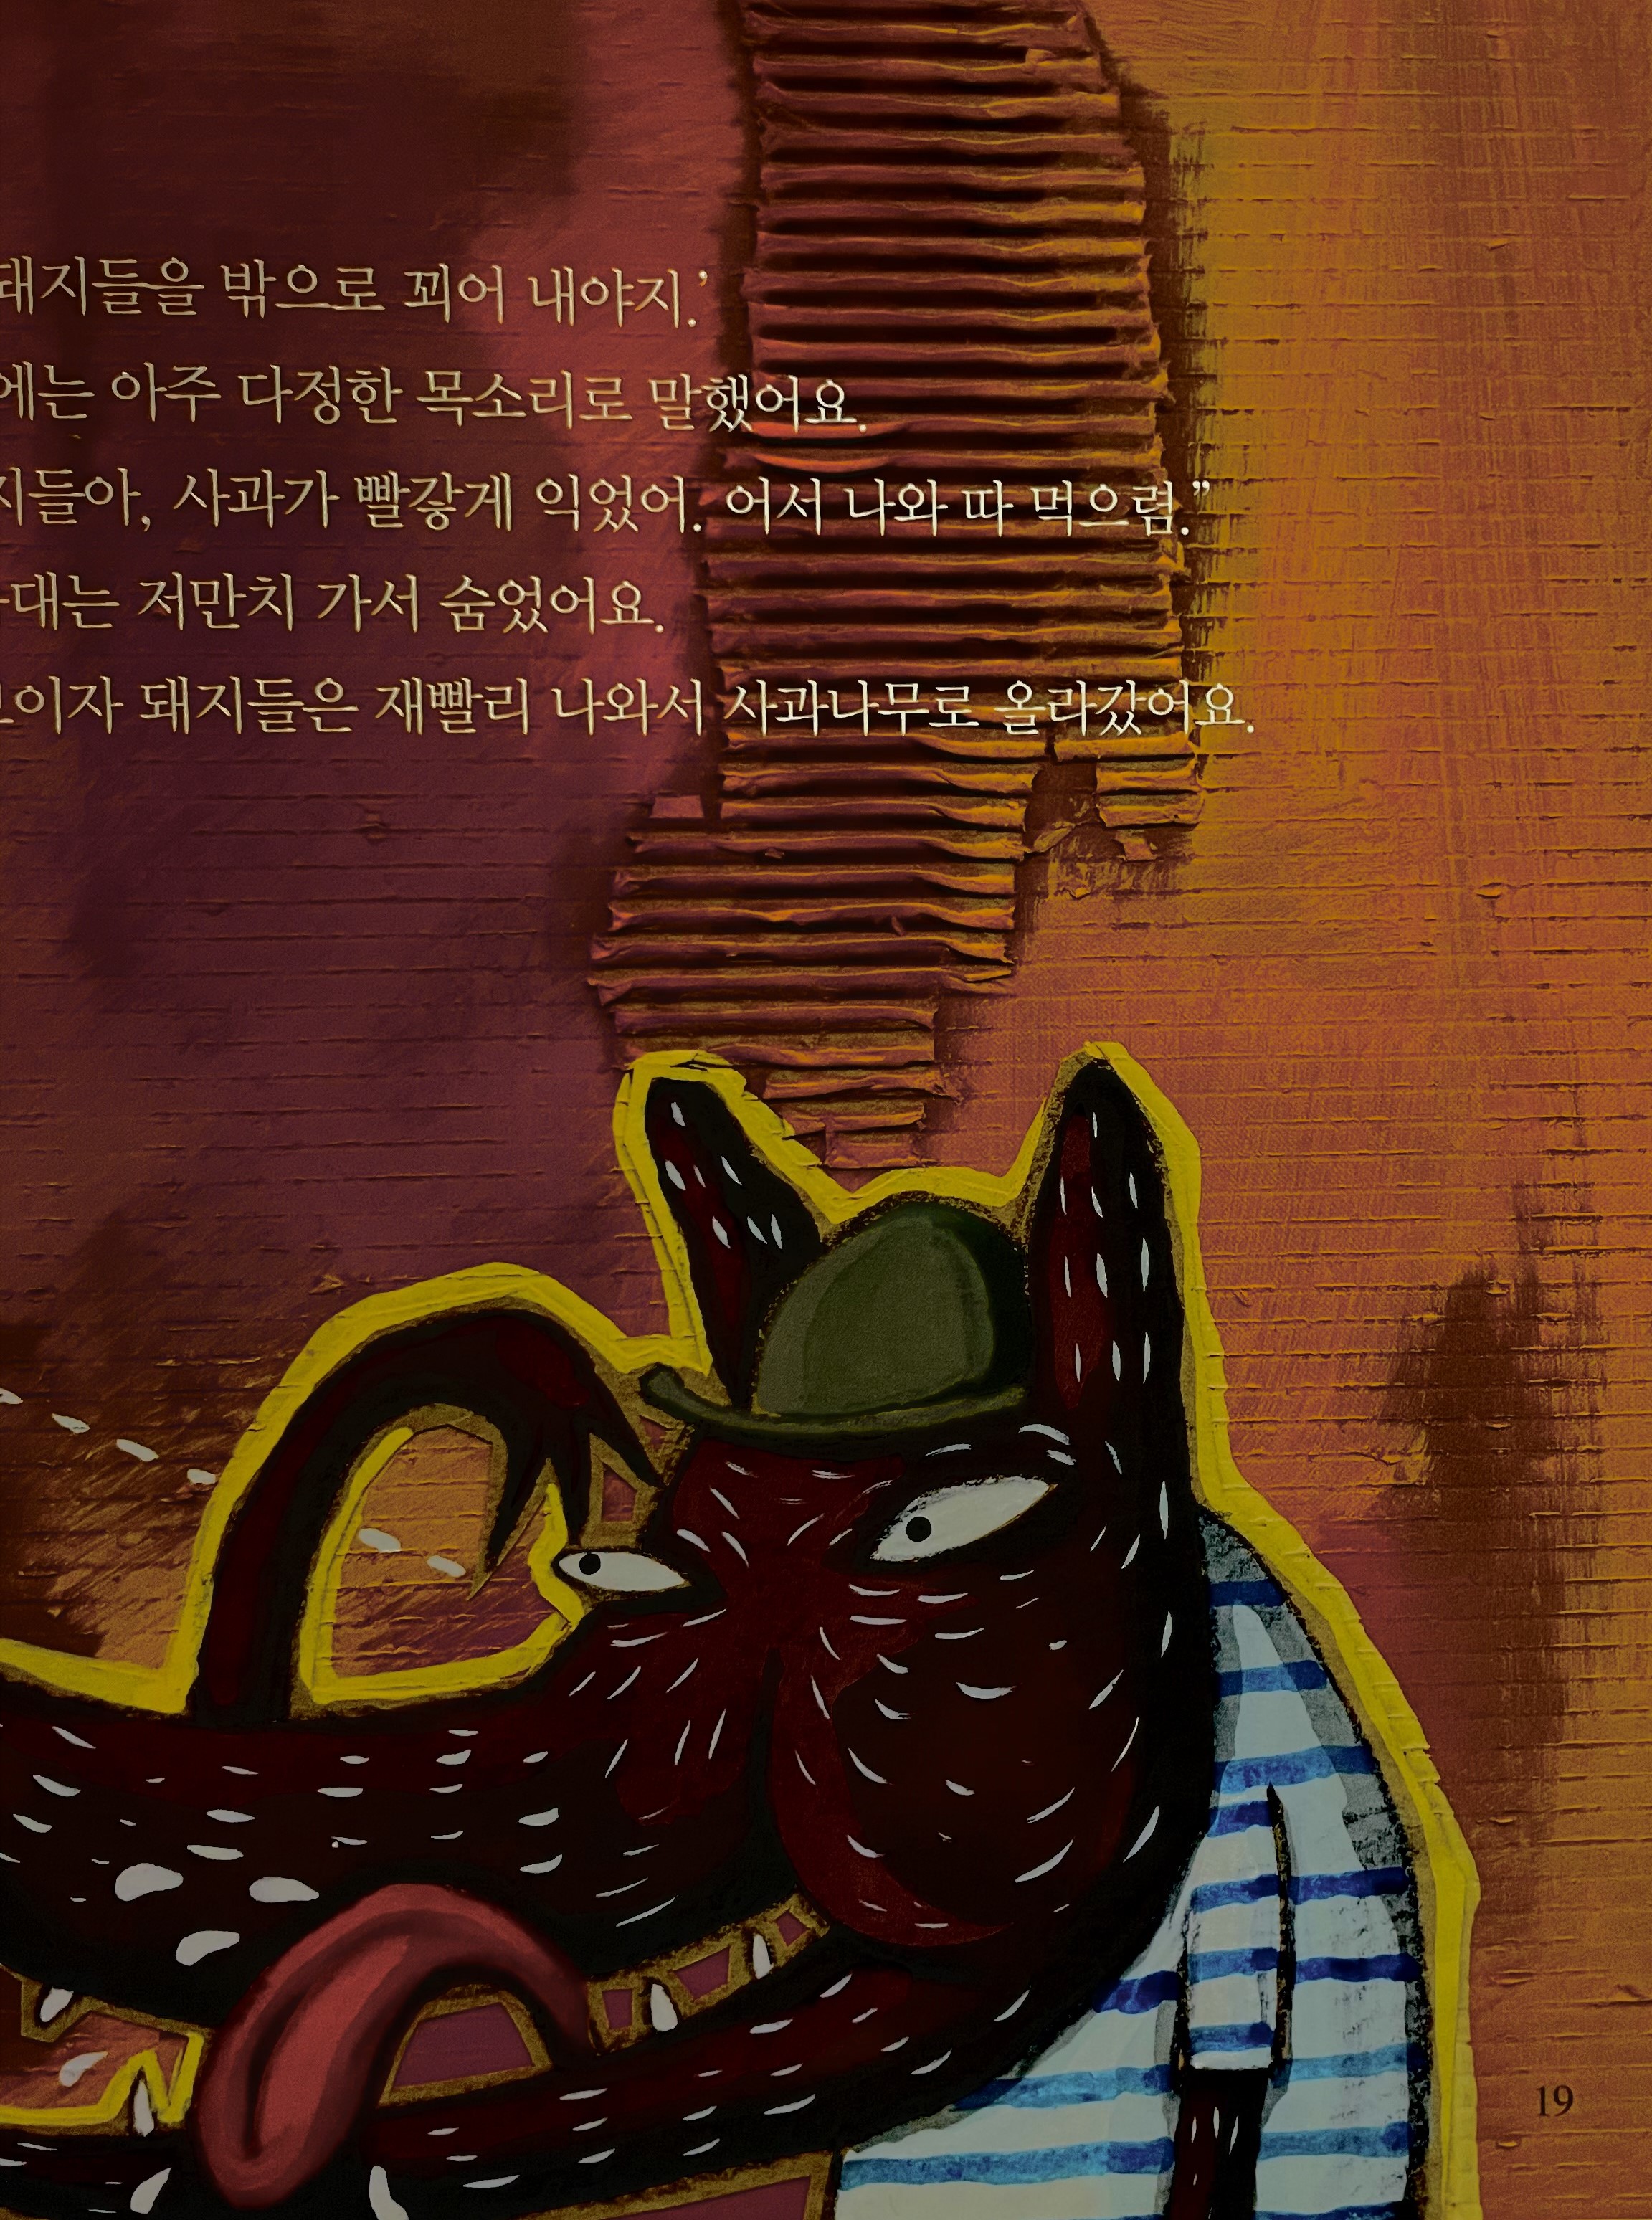 돼지들을 밖으로 꾀어 내야지.’
에는 아주 다정한 목소리로 말했어요.
지들아, 사과가 빨갛게 익었어. 어서 나와 따 먹으렴.”
대는 저만치 가서 숨었어요.
이자 돼지들은 재빨리 나와서 사과나무로 올라갔어요.
19